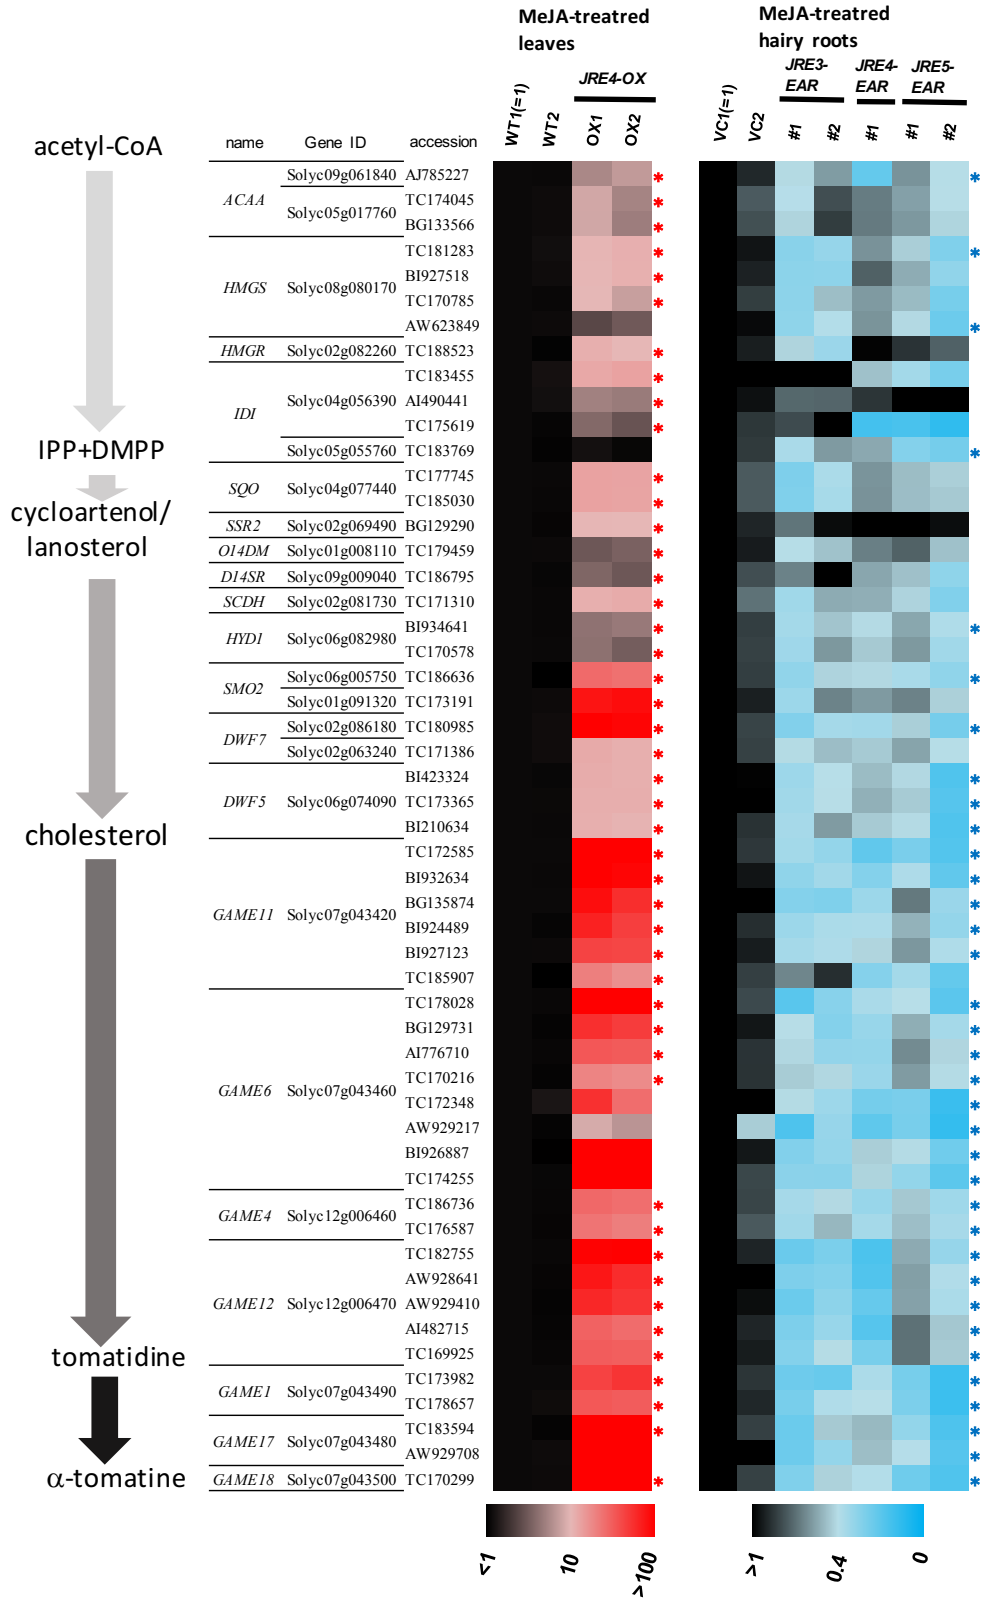 MeJA-treatred
leaves
MeJA-treatred
hairy roots
JRE4-OX
JRE3-
EAR
JRE4-
EAR
JRE5-
EAR
WT1(=1)
WT2
OX1
OX2
VC1(=1)
VC2
#1
#2
#1
#1
#2
name Gene ID accession
acetyl-CoA
IPP+DMPP
cycloartenol/
lanosterol
cholesterol
tomatidine
α-tomatine
ACAA Solyc09g061840 AJ785227 *  *
Solyc05g017760 TC174045 *
BG133566 *
HMGS Solyc08g080170 TC181283 *  *
BI927518 *
TC170785 *
AW623849 *
HMGR Solyc02g082260 TC188523 *
IDI Solyc04g056390 TC183455 *
AI490441 *
TC175619 *
Solyc05g055760 TC183769 *
SQO Solyc04g077440 TC177745 *
TC185030 *
SSR2 Solyc02g069490 BG129290 *
O14DM Solyc01g008110 TC179459 *
D14SR Solyc09g009040 TC186795 *
SCDH Solyc02g081730 TC171310 *
HYD1 Solyc06g082980 BI934641 *  *
TC170578 *
SMO2 Solyc06g005750 TC186636 *  *
Solyc01g091320 TC173191 *
DWF7 Solyc02g086180 TC180985 *  *
Solyc02g063240 TC171386 *
DWF5 Solyc06g074090 BI423324 *  *
TC173365 *  *
BI210634 *  *
GAME11 Solyc07g043420 TC172585 *  *
BI932634 *  *
BG135874 *  *
BI924489 *  *
BI927123 *  *
TC185907 *  *
GAME6 Solyc07g043460 TC178028 *  *
BG129731 *  *
AI776710 *  *
TC170216 *  *
TC172348 *
AW929217 *
BI926887 *
TC174255 *
GAME4 Solyc12g006460 TC186736 *  *
TC176587 *  *
GAME12 Solyc12g006470 TC182755 *  *
AW928641 *  *
AW929410 *  *
AI482715 *  *
TC169925 *  *
GAME1 Solyc07g043490 TC173982 *  *
TC178657 *  *
GAME17 Solyc07g043480 TC183594 *  *
AW929708 *
GAME18 Solyc07g043500 TC170299 *  *
<1
10
>100
>1
0.4
0